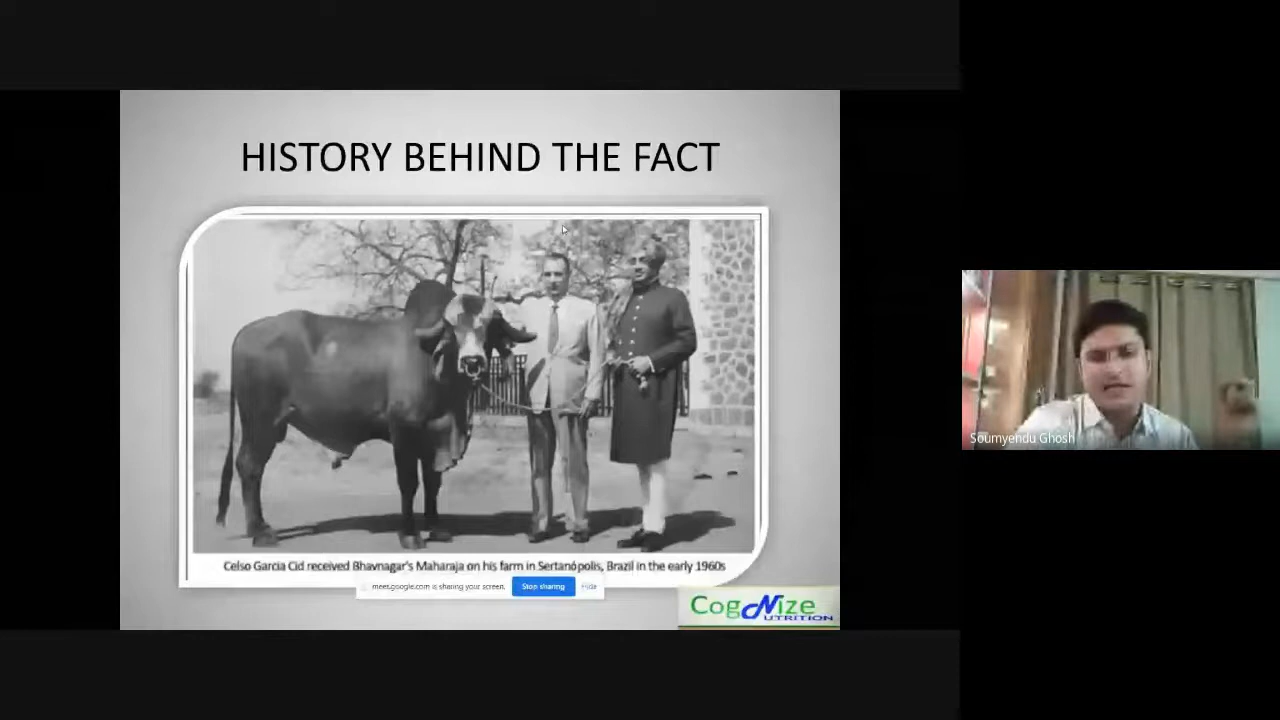 HISTORY BEHIND THE FACT
Celso Garcia Cid received Bhavnagar's Maharaja on his farm in Sertanópolis, Brazil in the early 1960s
meet.google.com is sharing your screen. Stop sharing Hide
CogNize
NUTRITION
Soumyendu Ghosh